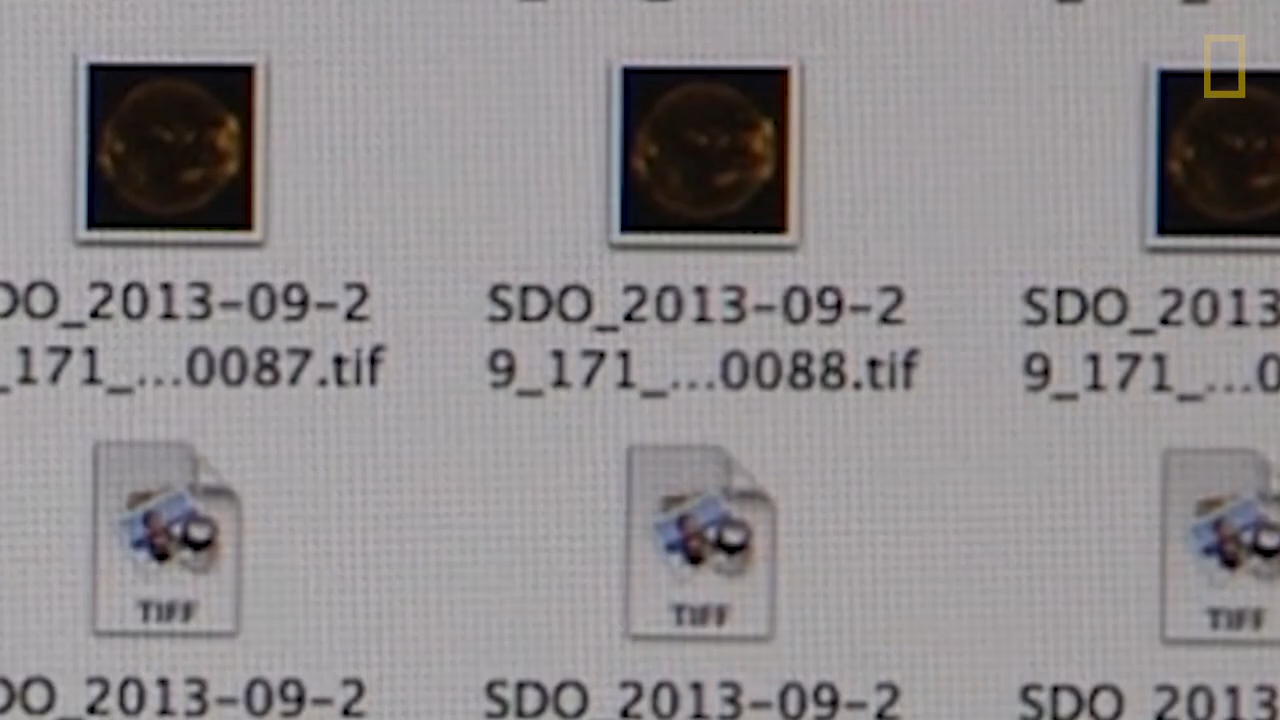 DO_2013-09-2 SDO_2013-09-2 SDO_2013
_171_...0087.tif 9_171_...0088.tif 9_171_...0
TIFF TIFF TIFF
DO_2013-09-2 SDO_2013-09-2 SDO_2013